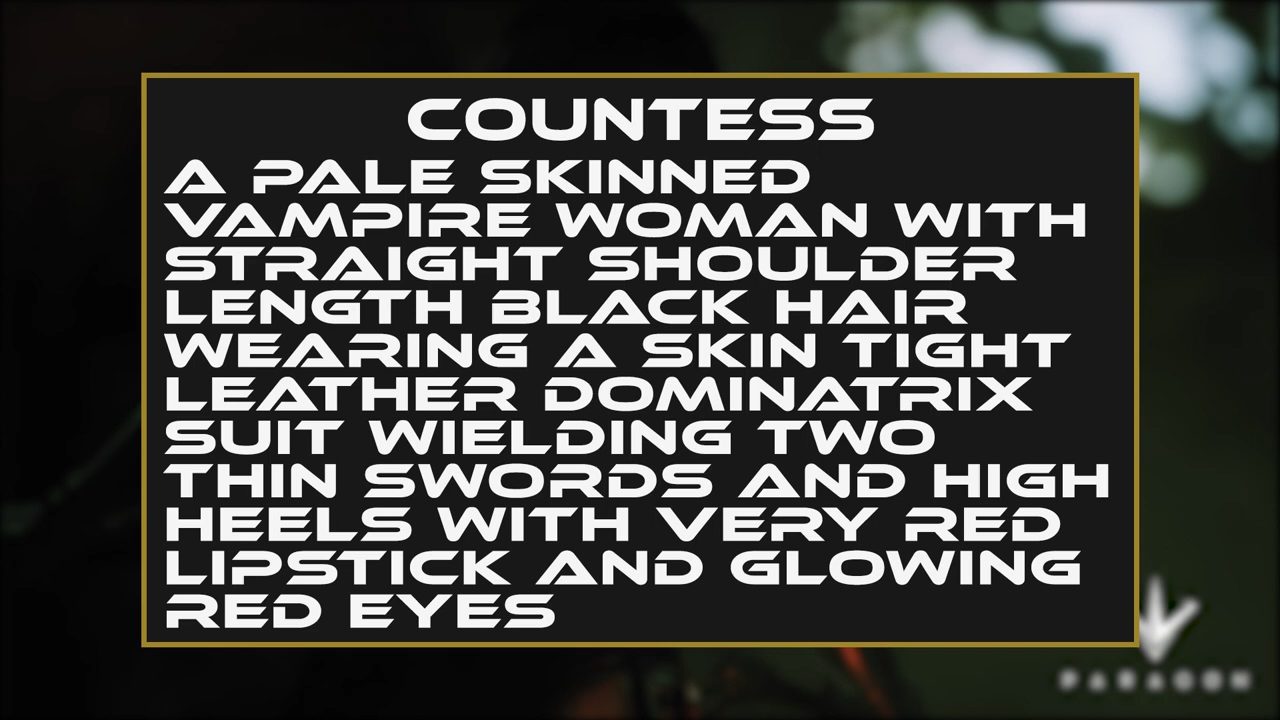 COUNTESS
A PALE SKINNED
VAMPIRE WOMAN WITH
STRAIGHT SHOULDER
LENGTH BLACK HAIR
WEARING A SKIN TIGHT
LEATHER DOMINATRIX
SUIT WIELDING TWO
THIN SWORDS AND HIGH
HEELS WITH VERY RED
LIPSTICK AND GLOWING
RED EYES
PARAGON